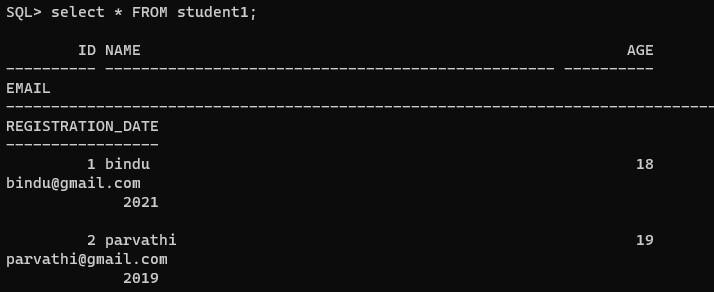 SQL> select * FROM student1;
        ID NAME                                                      AGE
---------- -------------------------------------------------- ----------
EMAIL
--------------------------------------------------------------------------------
REGISTRATION_DATE
-----------------
         1 bindu                                                      18
bindu@gmail.com
             2021
         2 parvathi                                                   19
parvathi@gmail.com
             2019